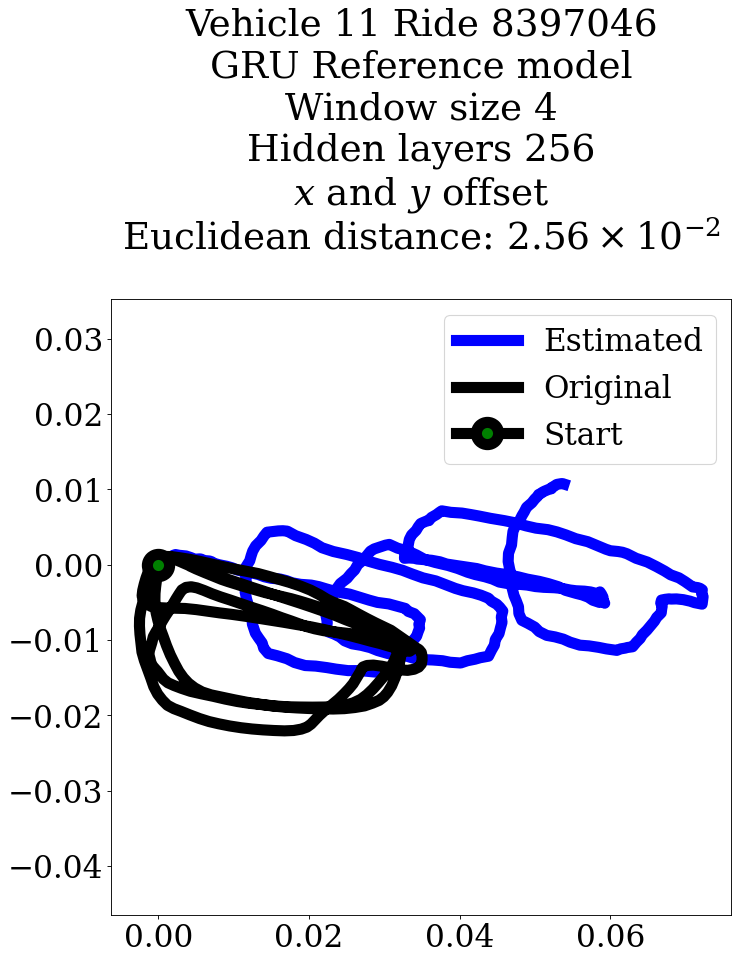 Vehicle 11 Ride 8397046
GRU Reference model
Window size 4
Hidden layers 256
x and y offset
Euclidean distance: 2.56 × 10⁻²
Estimated
Original
Start
0.03
0.02
0.01
0.00
−0.01
−0.02
−0.03
−0.04
0.00 0.02 0.04 0.06